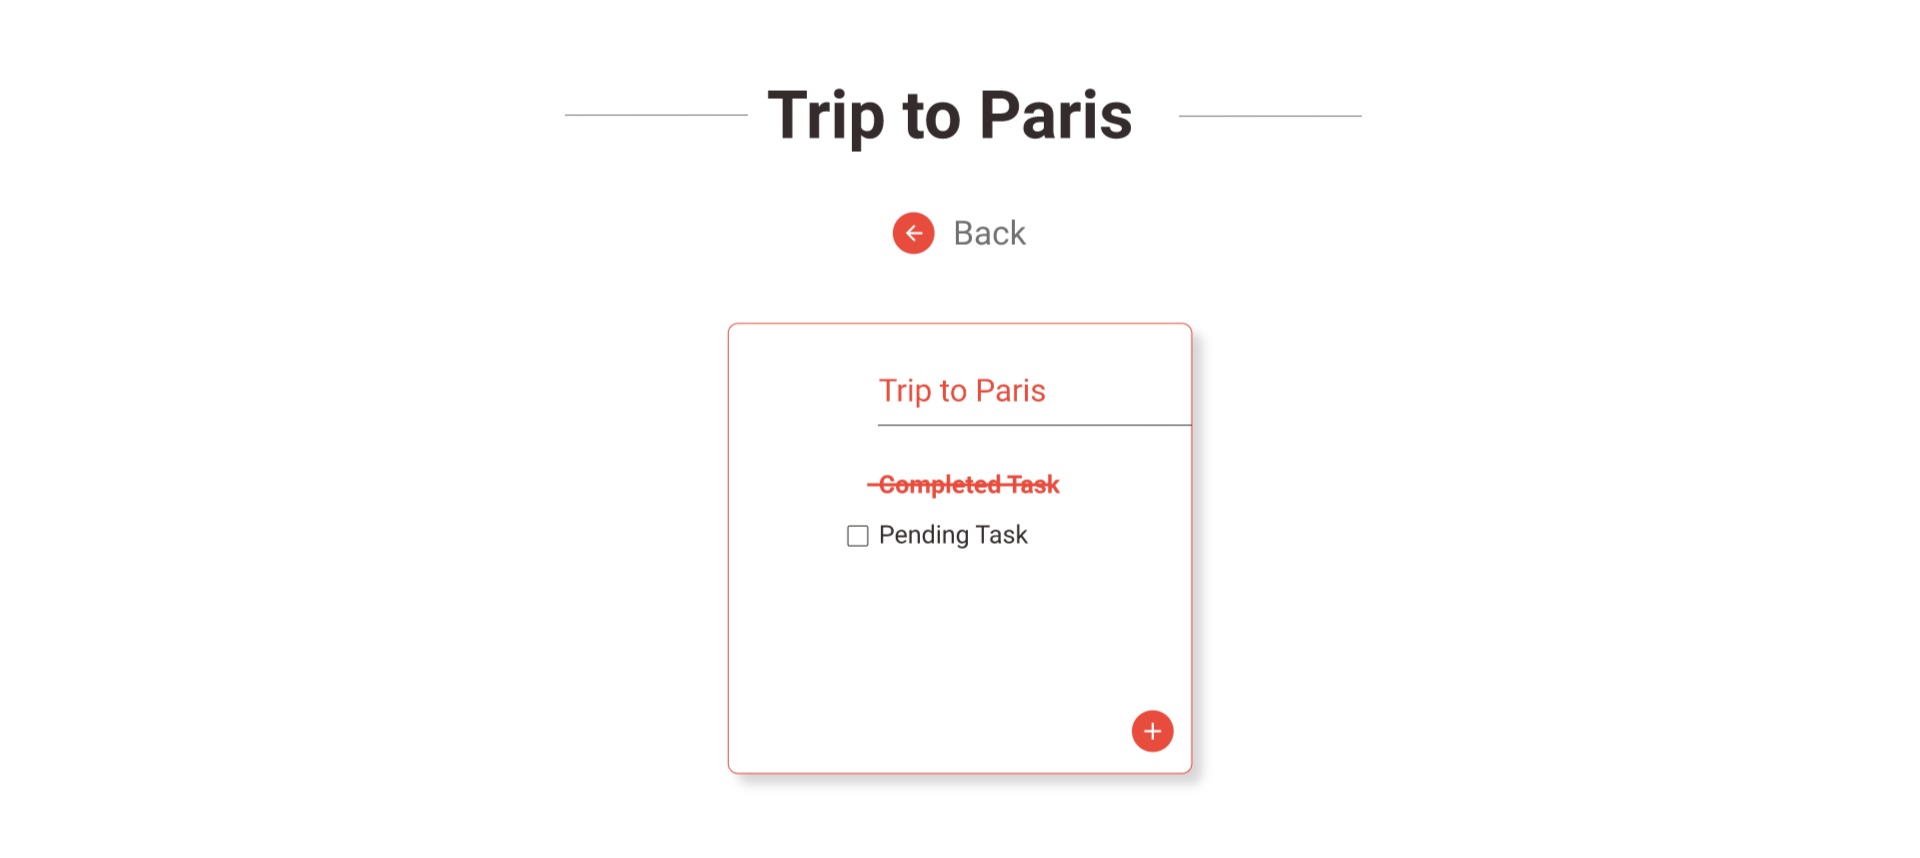 Trip to Paris
Back
Trip to Paris
Completed Task
Pending Task